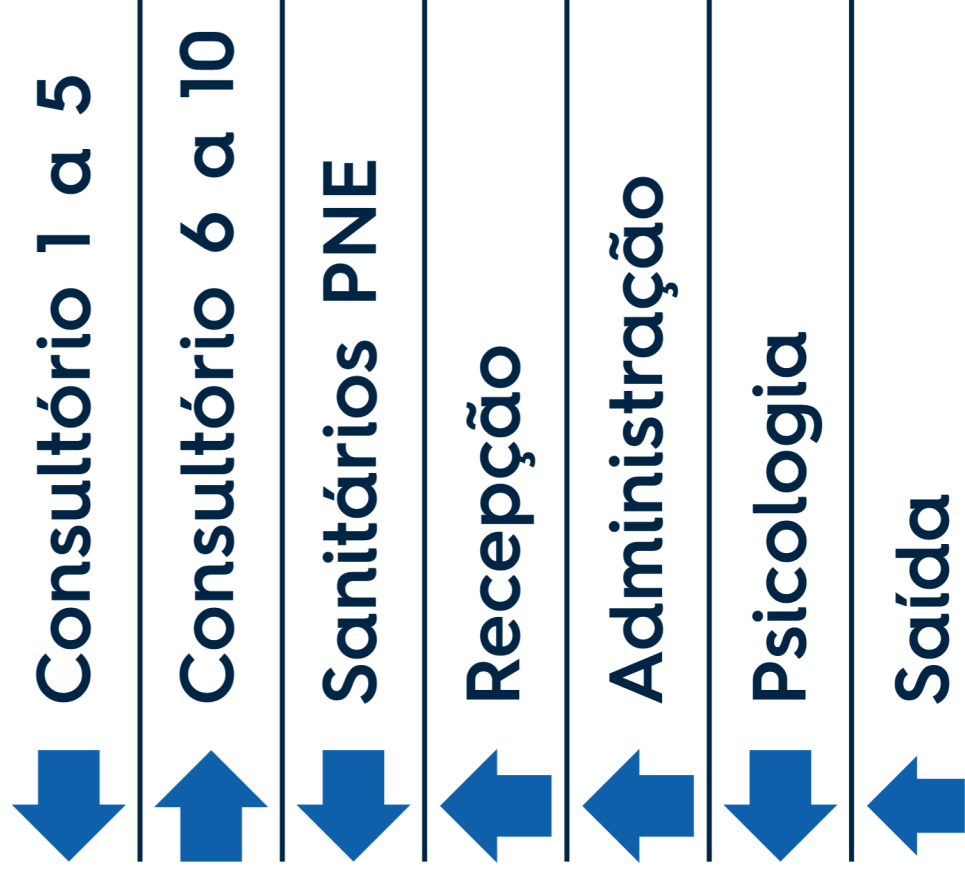 Consultório 1 a 5
Consultório 6 a 10
Sanitários PNE
Recepção
Administração
Psicologia
Saída